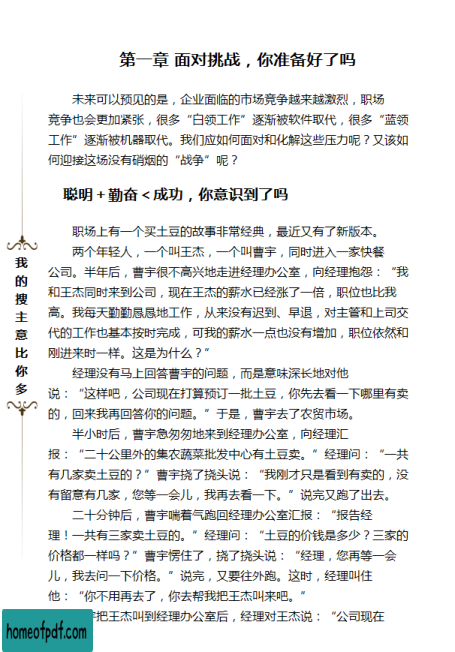 第一章 面对挑战，你准备好了吗
未来可以预见的是，企业面临的市场竞争越来越激烈，职场
竞争也会更加紧张，很多“白领工作”逐渐被软件取代，很多“蓝领
工作”逐渐被机器取代。我们应如何面对和化解这些压力呢？又该如
何迎接这场没有硝烟的“战争”呢？
聪明＋勤奋＜成功，你意识到了吗
职场上有一个买土豆的故事非常经典，最近又有了新版本。
两个年轻人，一个叫王杰，一个叫曹宇，同时进入一家快餐
公司。半年后，曹宇很不高兴地走进经理办公室，向经理抱怨：“我
和王杰同时来到公司，现在王杰的薪水已经涨了一倍，职位也比我
高。我每天勤勤恳恳地工作，从来没有迟到、早退，对主管和上司交
代的工作也基本按时完成，可我的薪水一点也没有增加，职位依然和
刚进来时一样。这是为什么？”
经理没有马上回答曹宇的问题，而是意味深长地对他
说：“这样吧，公司现在打算预订一批土豆，你先去看一下哪里有卖
的，回来我再回答你的问题。”于是，曹宇去了农贸市场。
半小时后，曹宇急匆匆地来到经理办公室，向经理汇
报：“二十公里外的集农蔬菜批发中心有土豆卖。”经理问：“一共
有几家卖土豆的？”曹宇挠了挠头说：“我刚才只是看到有卖的，没
有留意有几家，您等一会儿，我再去看一下。”说完又跑了出去。
二十分钟后，曹宇喘着气跑回经理办公室汇报：“报告经
理！一共有三家卖土豆的。”经理问：“土豆的价钱是多少？三家的
价格都一样吗？”曹宇愣住了，挠了挠头说：“经理，您再等一会
儿，我去问一下价格。”说完，又要往外跑。这时，经理叫住
他：“你不用再去了，你去帮我把王杰叫来吧。”
把王杰叫到经理办公室后，经理对王杰说：“公司现在
我的搜主意比你多
homeofpdf.com